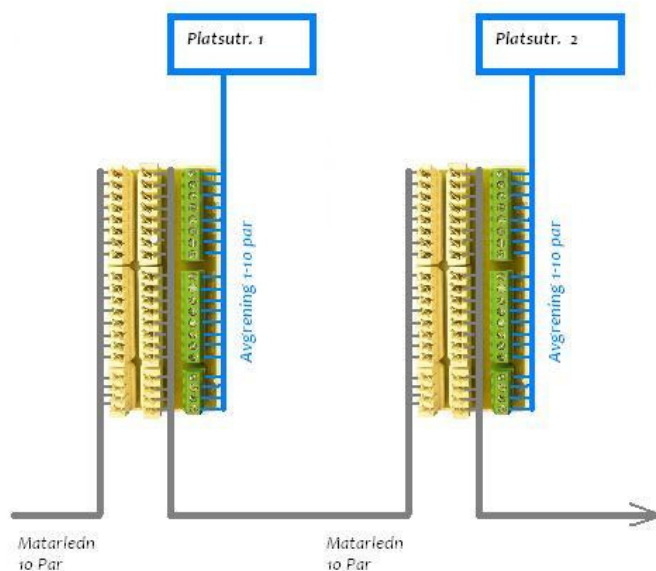 Platsutr. 1
Platsutr. 2
Avgrening 1-10 par
Avgrening 1-10 par
Matarledn
10 Par
Matarledn
10 Par